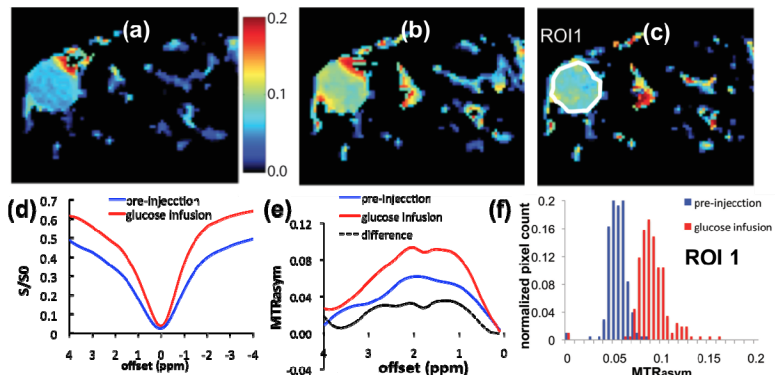 (a)
0.2
0.1
0.0
(b)
ROI1
(c)
(d)
0.7
0.6
0.5
0.4
0.3
0.2
0.1
0
S/S0
pre-injecction
glucose infusion
4 3 2 1 0 -1 -2 -3 -4
offset (ppm)
(e)
0.12
0.08
0.04
0.00
-0.04
MTRasym
pre-injecction
glucose infusion
difference
4 3 2 1 0
offset (ppm)
(f)
normalized pixel count
0.2
0.16
0.12
0.08
0.04
0
pre-injecction
glucose infusion
ROI 1
0 0.05 0.1 0.15 0.2
MTRasym